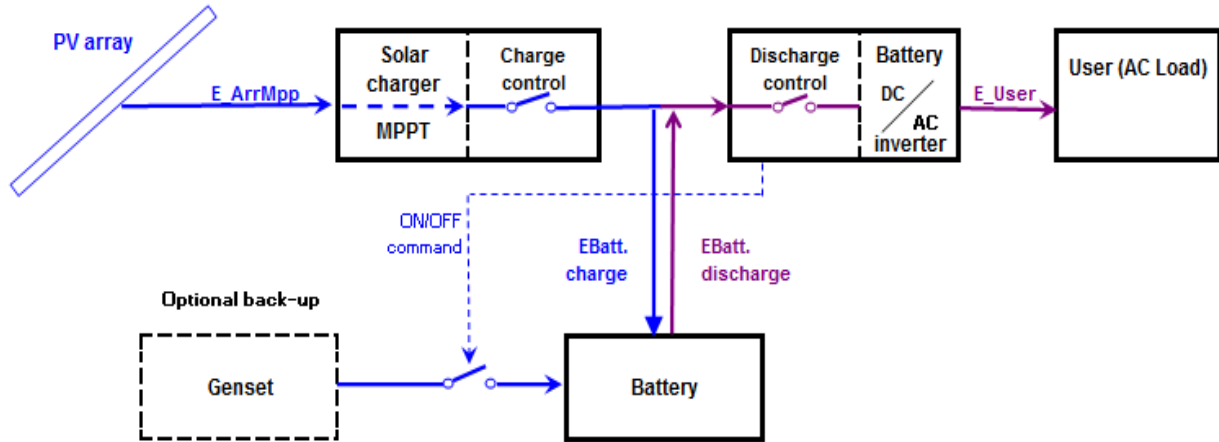 PV array
E_ArrMpp
Solar
charger
MPPT
Charge
control
Discharge
control
Battery
DC
AC
inverter
E_User
User (AC Load)
ON/OFF
command
EBatt.
charge
EBatt.
discharge
Optional back-up
Genset
Battery